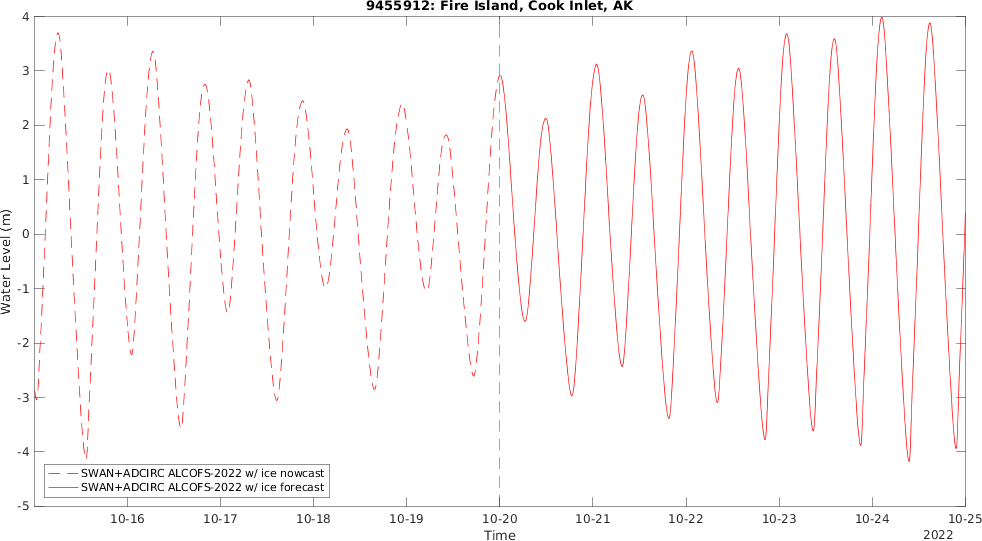 9455912: Fire Island, Cook Inlet, AK
Water Level (m)
4
3
2
1
0
-1
-2
-3
-4
-5
SWAN+ADCIRC ALCOFS-2022 w/ ice nowcast
SWAN+ADCIRC ALCOFS-2022 w/ ice forecast
10-16 10-17 10-18 10-19 10-20 10-21 10-22 10-23 10-24 10-25
Time
2022